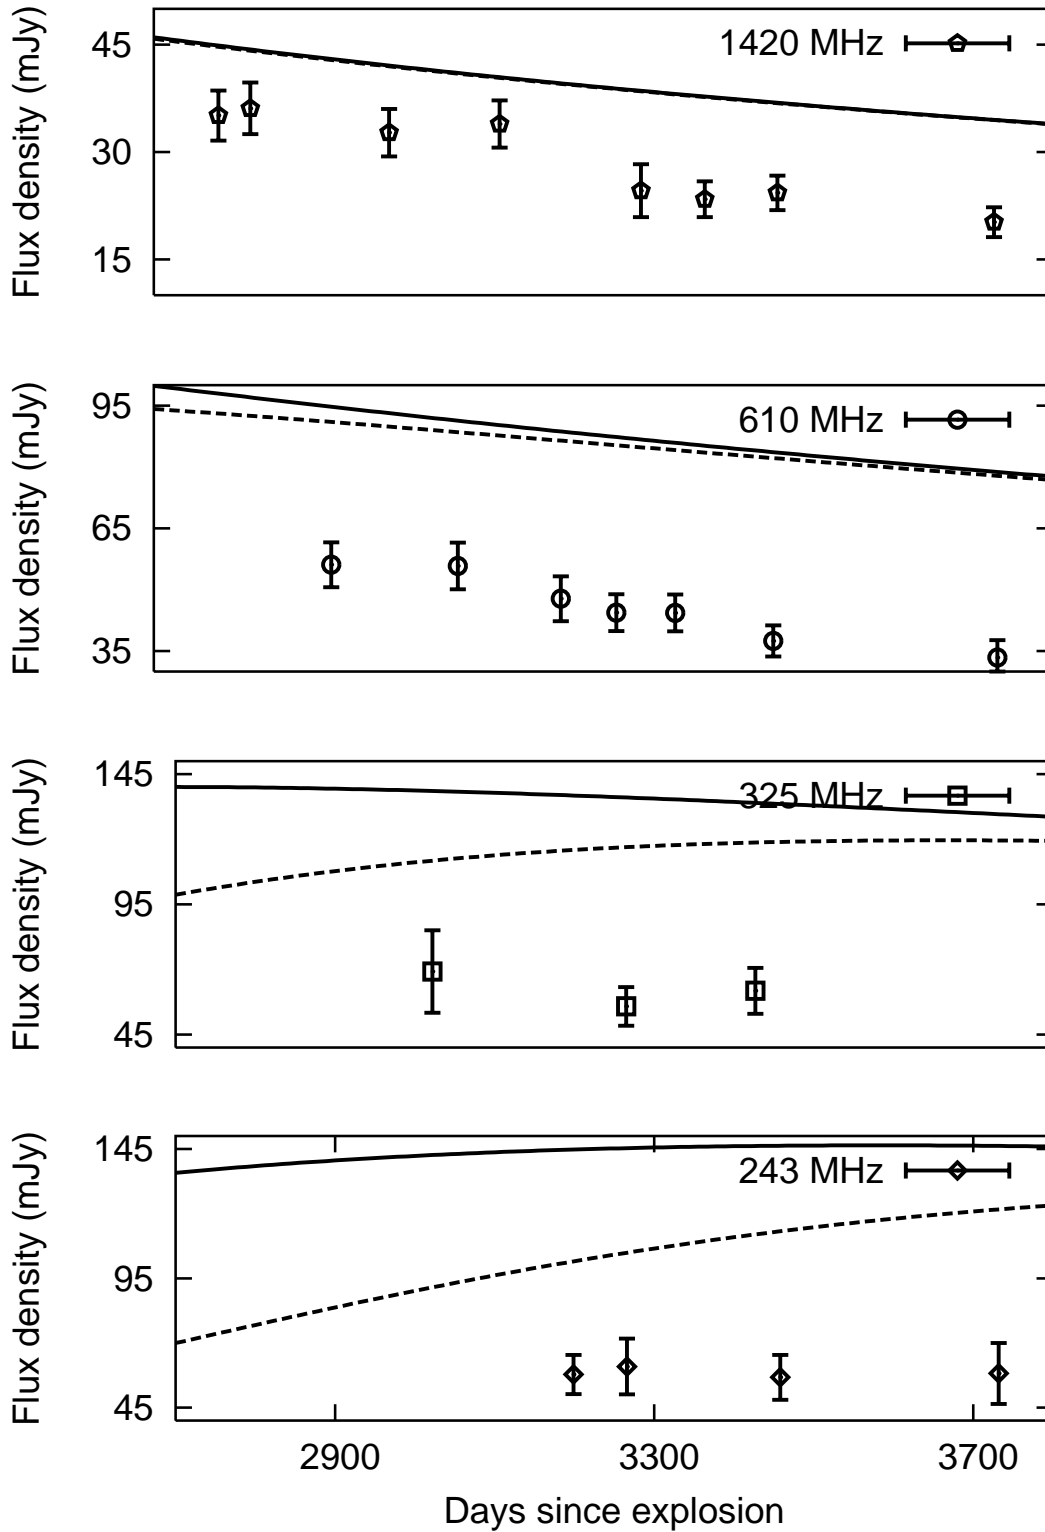 Flux density (mJy)
45
30
15
1420 MHz
Flux density (mJy)
95
65
35
610 MHz
Flux density (mJy)
145
95
45
325 MHz
Flux density (mJy)
145
95
45
243 MHz
2900 3300 3700
Days since explosion